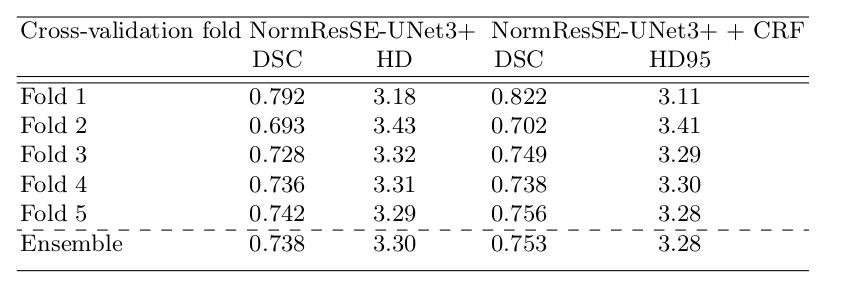 Cross-validation fold NormResSE-UNet3+ NormResSE-UNet3+ + CRF
DSC HD DSC HD95
Fold 1 0.792 3.18 0.822 3.11
Fold 2 0.693 3.43 0.702 3.41
Fold 3 0.728 3.32 0.749 3.29
Fold 4 0.736 3.31 0.738 3.30
Fold 5 0.742 3.29 0.756 3.28
Ensemble 0.738 3.30 0.753 3.28